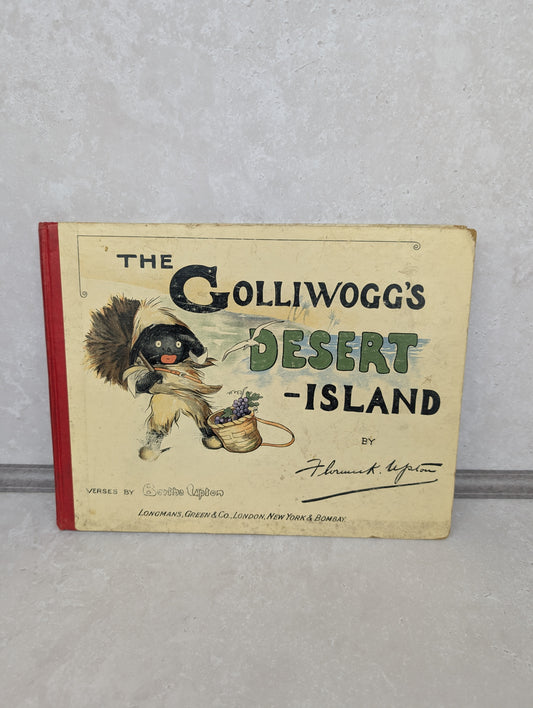 THE
GOLLIWOGG'S
DESERT
-ISLAND
BY
Florence K. Upton
VERSES BY Bertha Upton
LONGMANS, GREEN & CO., LONDON, NEW YORK & BOMBAY.